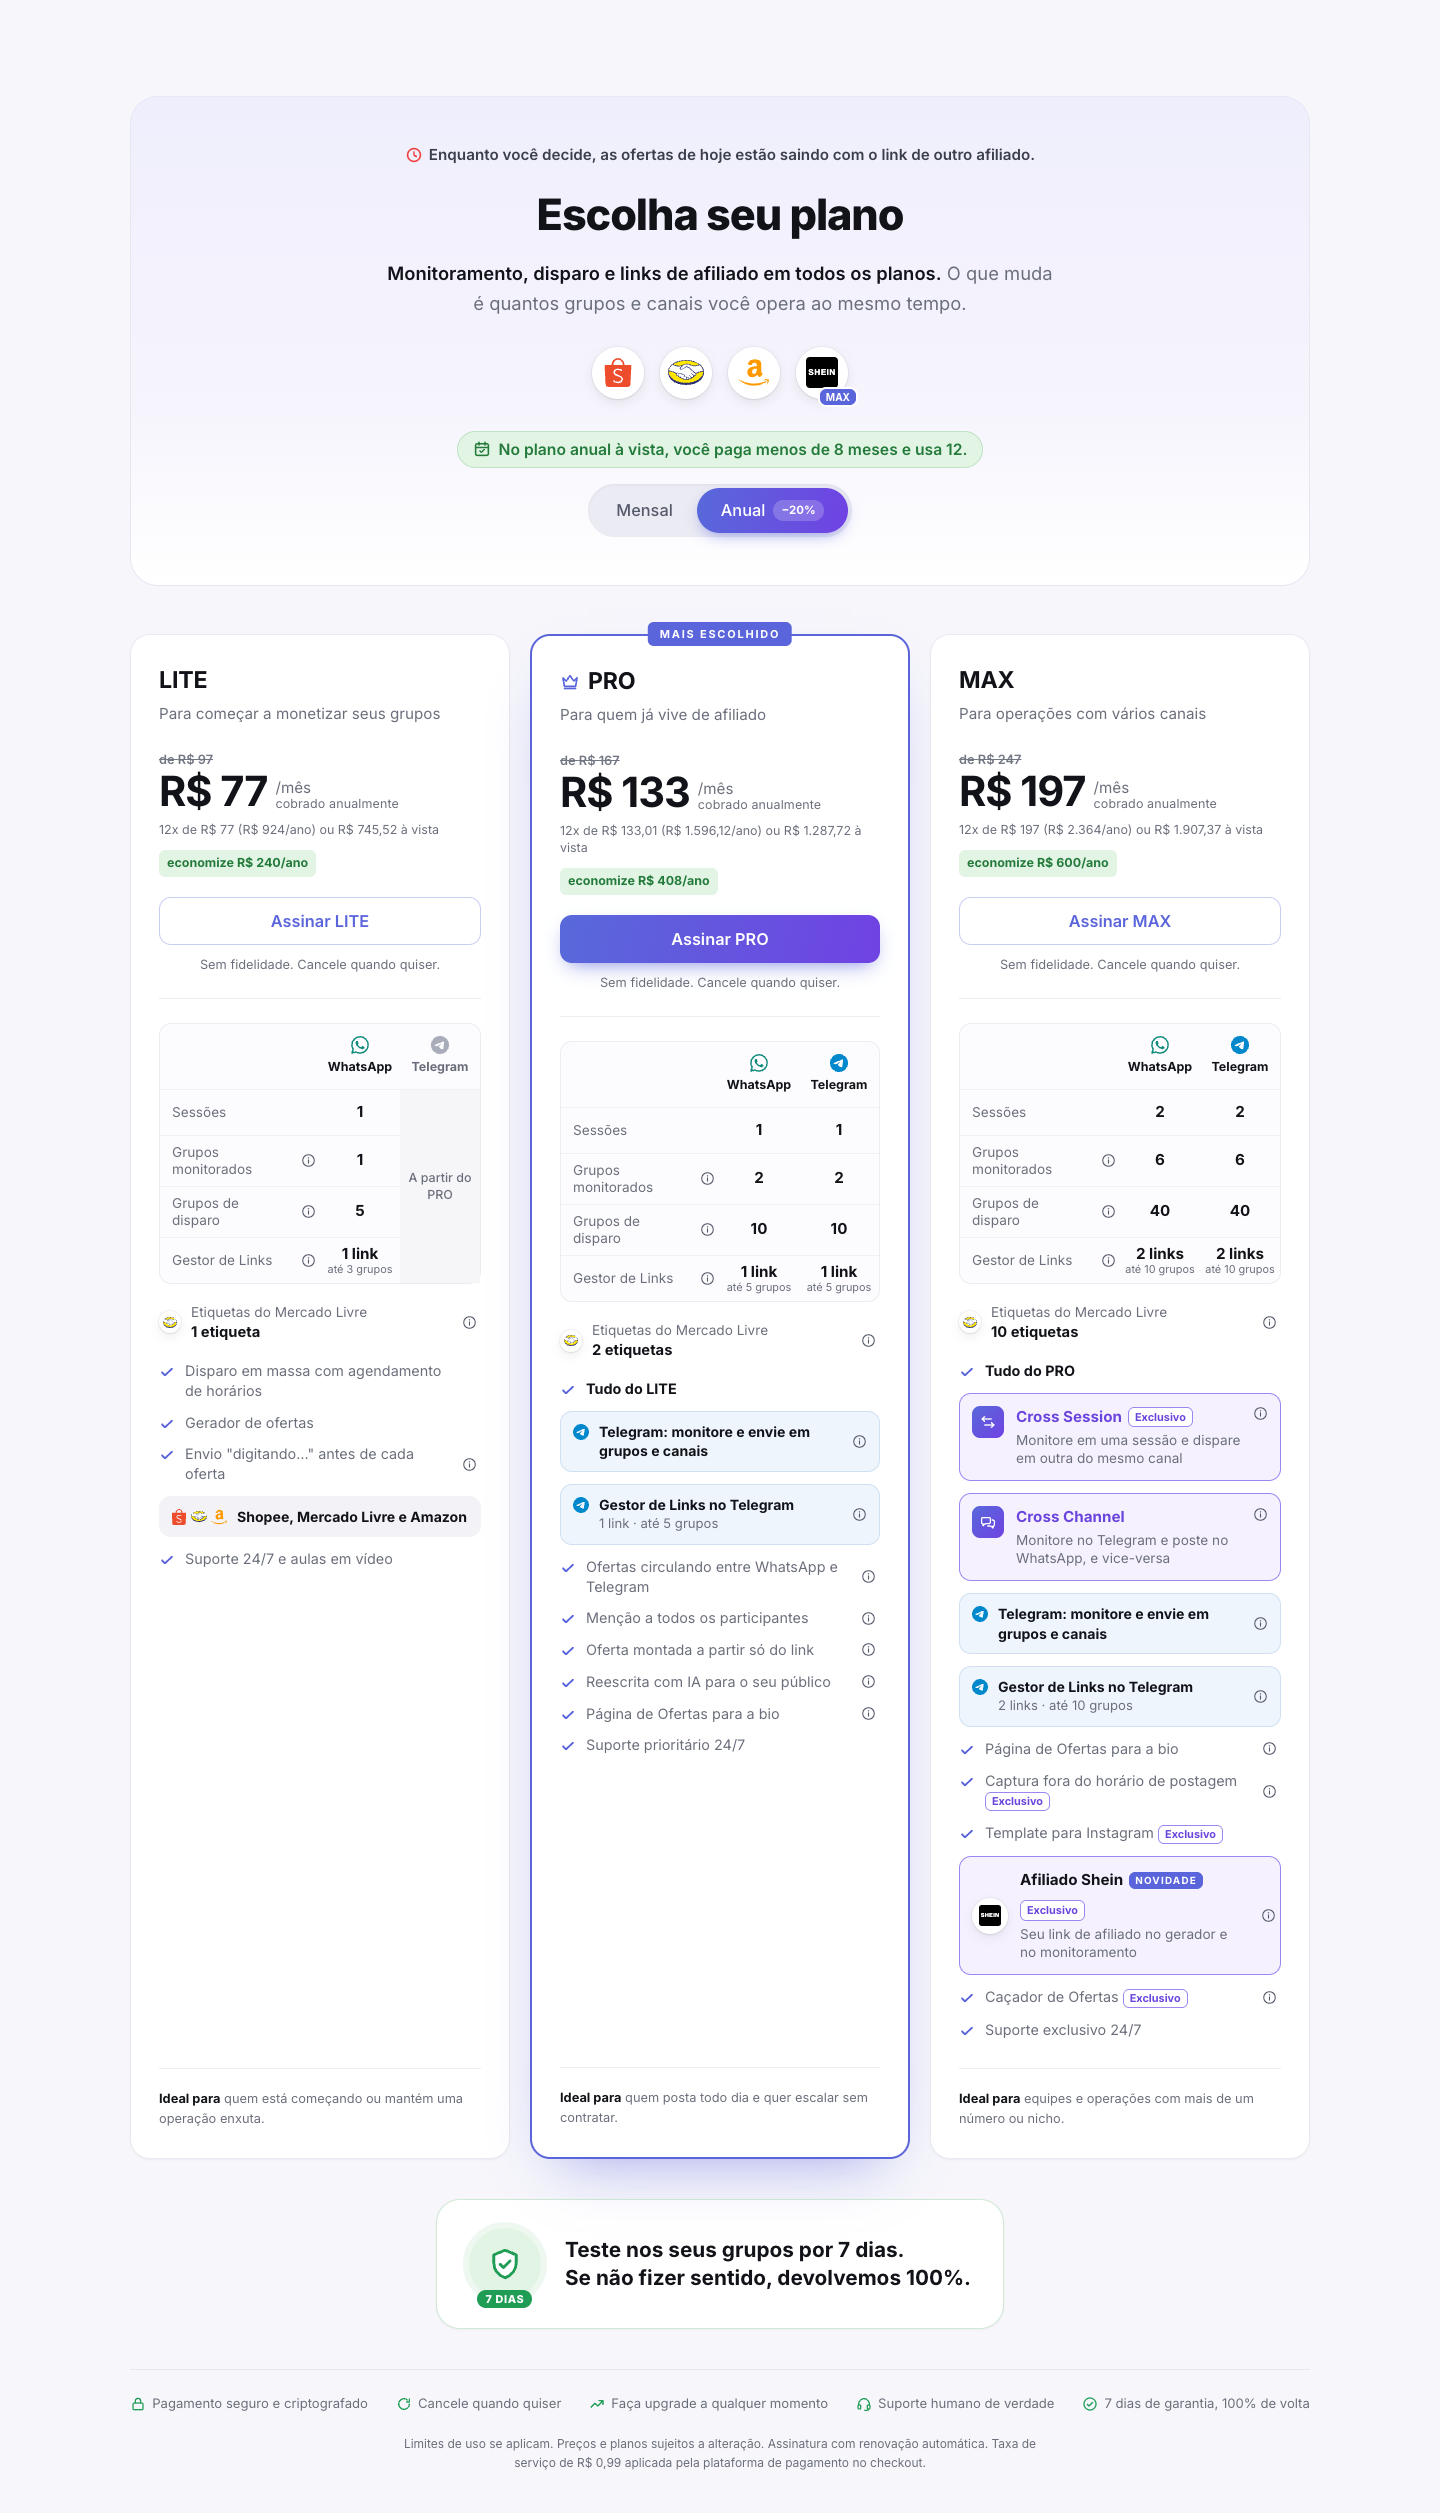 Enquanto você decide, as ofertas de hoje estão saindo com o link de outro afiliado.
Escolha seu plano
Monitoramento, disparo e links de afiliado em todos os planos. O que muda
é quantos grupos e canais você opera ao mesmo tempo.
SHEIN
MAX
No plano anual à vista, você paga menos de 8 meses e usa 12.
Mensal
Anual −20%
LITE
Para começar a monetizar seus grupos
de R$ 97
R$ 77 /mês
cobrado anualmente
12x de R$ 77 (R$ 924/ano) ou R$ 745,52 à vista
economize R$ 240/ano
Assinar LITE
Sem fidelidade. Cancele quando quiser.
WhatsApp Telegram
Sessões 1
Grupos
monitorados 1
A partir do
PRO
Grupos de
disparo 5
Gestor de Links 1 link
até 3 grupos
Etiquetas do Mercado Livre
1 etiqueta
Disparo em massa com agendamento
de horários
Gerador de ofertas
Envio "digitando..." antes de cada
oferta
Shopee, Mercado Livre e Amazon
Suporte 24/7 e aulas em vídeo
Ideal para quem está começando ou mantém uma
operação enxuta.
MAIS ESCOLHIDO
PRO
Para quem já vive de afiliado
de R$ 167
R$ 133 /mês
cobrado anualmente
12x de R$ 133,01 (R$ 1.596,12/ano) ou R$ 1.287,72 à
vista
economize R$ 408/ano
Assinar PRO
Sem fidelidade. Cancele quando quiser.
WhatsApp Telegram
Sessões 1 1
Grupos
monitorados 2 2
Grupos de
disparo 10 10
Gestor de Links 1 link 1 link
até 5 grupos até 5 grupos
Etiquetas do Mercado Livre
2 etiquetas
Tudo do LITE
Telegram: monitore e envie em
grupos e canais
Gestor de Links no Telegram
1 link · até 5 grupos
Ofertas circulando entre WhatsApp e
Telegram
Menção a todos os participantes
Oferta montada a partir só do link
Reescrita com IA para o seu público
Página de Ofertas para a bio
Suporte prioritário 24/7
Ideal para quem posta todo dia e quer escalar sem
contratar.
MAX
Para operações com vários canais
de R$ 247
R$ 197 /mês
cobrado anualmente
12x de R$ 197 (R$ 2.364/ano) ou R$ 1.907,37 à vista
economize R$ 600/ano
Assinar MAX
Sem fidelidade. Cancele quando quiser.
WhatsApp Telegram
Sessões 2 2
Grupos
monitorados 6 6
Grupos de
disparo 40 40
Gestor de Links 2 links 2 links
até 10 grupos até 10 grupos
Etiquetas do Mercado Livre
10 etiquetas
Tudo do PRO
Cross Session Exclusivo
Monitore em uma sessão e dispare
em outra do mesmo canal
Cross Channel
Monitore no Telegram e poste no
WhatsApp, e vice-versa
Telegram: monitore e envie em
grupos e canais
Gestor de Links no Telegram
2 links · até 10 grupos
Página de Ofertas para a bio
Captura fora do horário de postagem
Exclusivo
Template para Instagram Exclusivo
Afiliado Shein NOVIDADE
Exclusivo
SHEIN
Seu link de afiliado no gerador e
no monitoramento
Caçador de Ofertas Exclusivo
Suporte exclusivo 24/7
Ideal para equipes e operações com mais de um
número ou nicho.
7 DIAS
Teste nos seus grupos por 7 dias.
Se não fizer sentido, devolvemos 100%.
Pagamento seguro e criptografado
Cancele quando quiser
Faça upgrade a qualquer momento
Suporte humano de verdade
7 dias de garantia, 100% de volta
Limites de uso se aplicam. Preços e planos sujeitos a alteração. Assinatura com renovação automática. Taxa de
serviço de R$ 0,99 aplicada pela plataforma de pagamento no checkout.